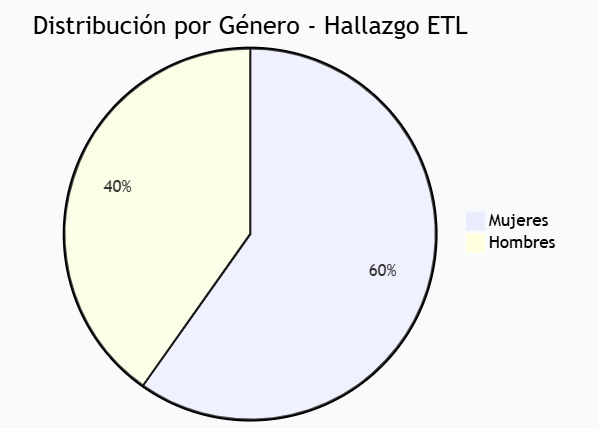 Distribución por Género - Hallazgo ETL
40%
60%
Mujeres
Hombres